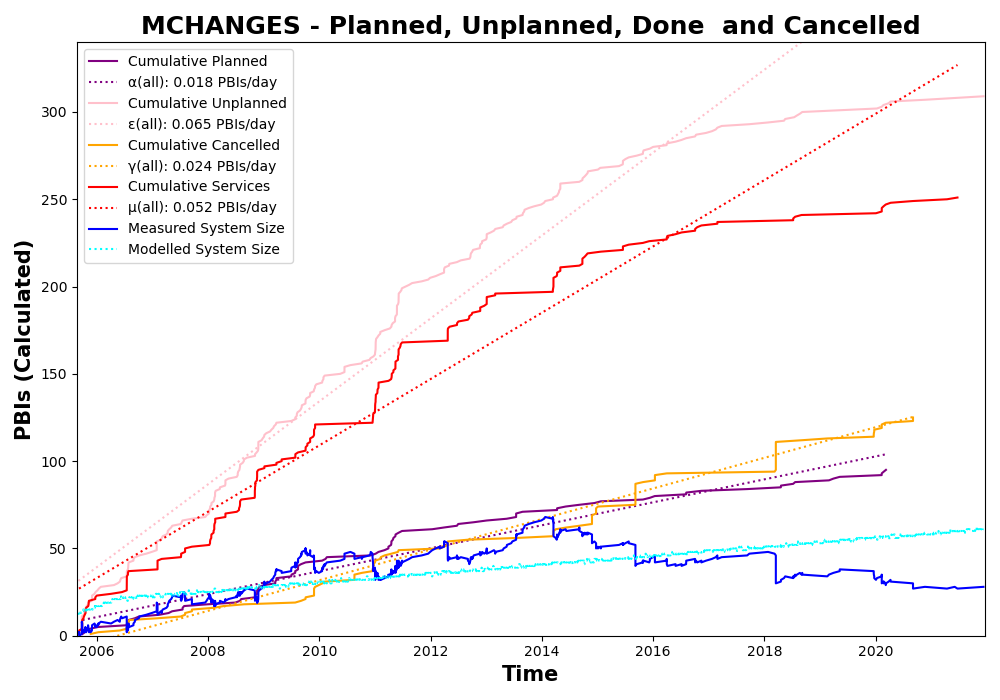 MCHANGES - Planned, Unplanned, Done  and Cancelled
Cumulative Planned
α(all): 0.018 PBIs/day
Cumulative Unplanned
ε(all): 0.065 PBIs/day
Cumulative Cancelled
γ(all): 0.024 PBIs/day
Cumulative Services
μ(all): 0.052 PBIs/day
Measured System Size
Modelled System Size
PBIs (Calculated)
300
250
200
150
100
50
0
2006 2008 2010 2012 2014 2016 2018 2020
Time